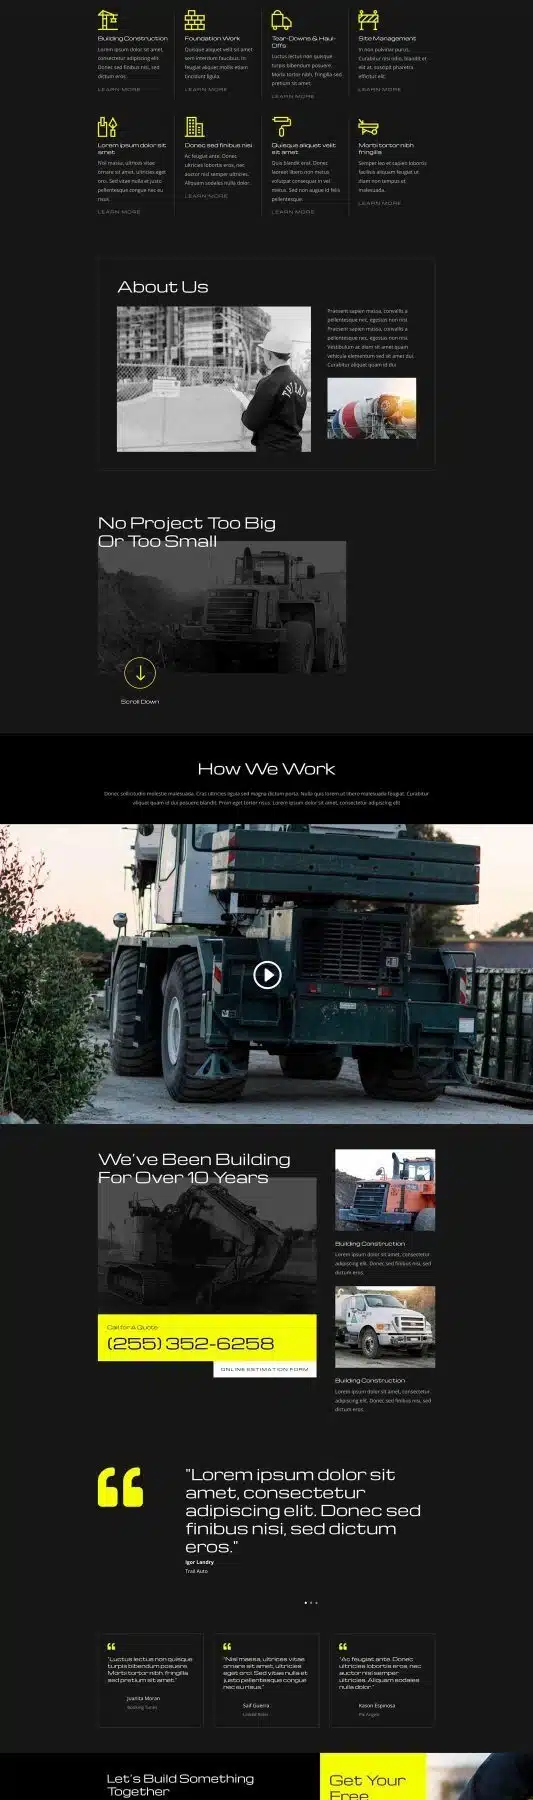 Building Construction
Lorem ipsum dolor sit amet,
consectetur adipiscing elit.
Donec sed finibus nisi, sed
dictum eros.
LEARN MORE
Foundation Work
Quisque aliquet velit sit amet
sem interdum faucibus. In
feugiat aliquet mollis etiam
tincidunt ligula.
LEARN MORE
Tear-Downs & Haul-
Offs
Luctus lectus non quisque
turpis bibendum posuere.
Morbi tortor nibh, fringilla sed
pretium sit amet.
LEARN MORE
Site Management
In non pulvinar purus.
Curabitur nisi odio, blandit et
elit at, suscipit pharetra
efficitur elit.
LEARN MORE
Lorem ipsum dolor sit
amet
Nisl massa, ultrices vitae
ornare sit amet, ultricies eget
orci. Sed vitae nulla et justo
pellentesque congue nec eu
risus.
LEARN MORE
Donec sed finibus nisi
Ac feugiat ante. Donec
ultricies lobortis eros, nec
auctor nisl semper ultricies.
Aliquam sodales nulla dolor.
LEARN MORE
Quisque aliquet velit
sit amet
Quis blandit erat. Donec
laoreet libero non metus
volutpat consequat in vel
metus. Sed non augue id felis
pellentesque.
LEARN MORE
Morbi tortor nibh
fringilla
Semper leo et sapien lobortis
facilisis aliquam feugiat ut
diam non tempus et
malesuada.
LEARN MORE
About Us
Praesent sapien massa, convallis a
pellentesque nec, egestas non nisi.
Praesent sapien massa, convallis a
pellentesque nec, egestas non nisi.
Vestibulum ac diam sit amet quam
vehicula elementum sed sit amet dui.
Curabitur aliquet quam id dui
No Project Too Big
Or Too Small
Scroll Down
How We Work
Donec sollicitudin molestie malesuada. Cras ultricies ligula sed magna dictum porta. Nulla quis lorem ut libero malesuada feugiat. Curabitur
aliquet quam id dui posuere blandit. Proin eget tortor risus. Lorem ipsum dolor sit amet, consectetur adipiscing elit
We've Been Building
For Over 10 Years
Call for A Quote
(255) 352-6258
ONLINE ESTIMATION FORM
Building Construction
Lorem ipsum dolor sit amet, consectetur
adipiscing elit. Donec sed finibus nisi, sed
dictum eros.
Building Construction
Lorem ipsum dolor sit amet, consectetur
adipiscing elit. Donec sed finibus nisi, sed
dictum eros.
"Lorem ipsum dolor sit
amet, consectetur
adipiscing elit. Donec sed
finibus nisi, sed dictum
eros."
Igor Landry
Trail Auto
"Luctus lectus non quisque
turpis bibendum posuere.
Morbi tortor nibh, fringilla
sed pretium sit amet."
Juanita Moran
"Nisl massa, ultrices vitae
ornare sit amet, ultricies
eget orci. Sed vitae nulla et
justo pellentesque congue
nec eu risus."
Saif Guerra
"Ac feugiat ante. Donec
ultricies lobortis eros, nec
auctor nisl semper
ultricies. Aliquam sodales
nulla dolor."
Kason Espinosa
Let's Build Something
Together
Get Your
Free